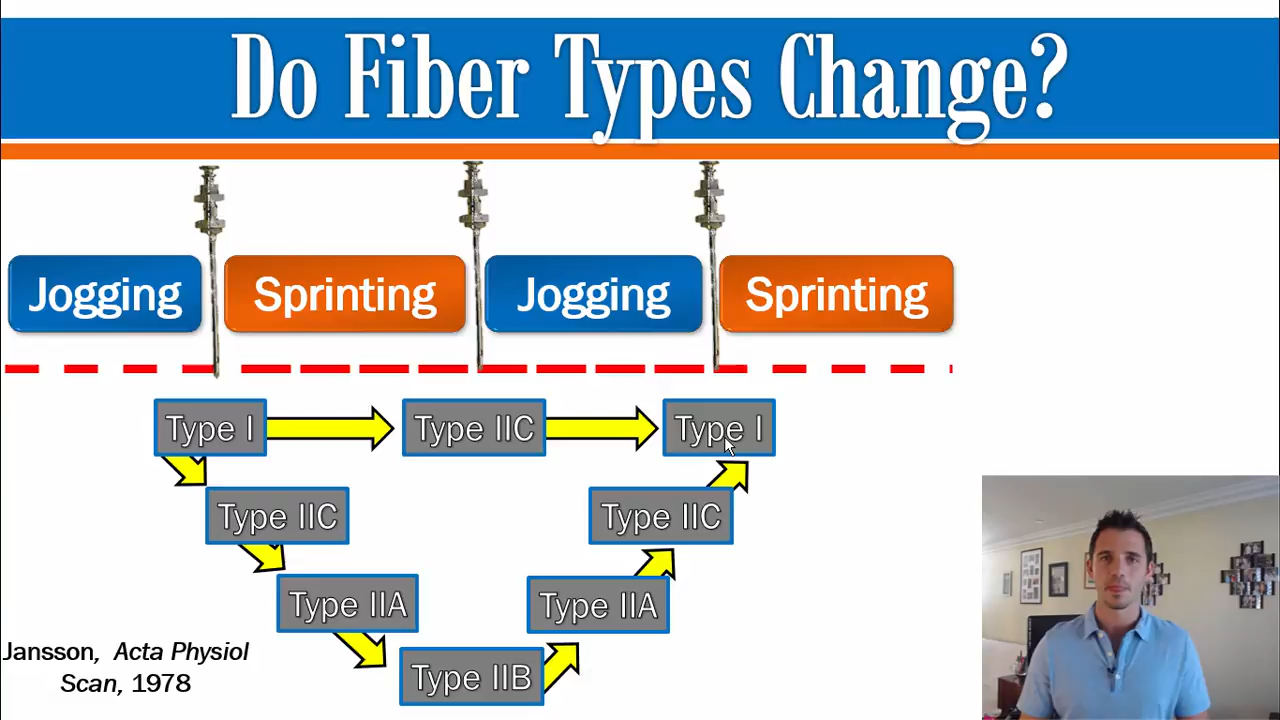 Do Fiber Types Change?
Jogging
Sprinting
Jogging
Sprinting
Type I
Type IIC
Type I
Type IIC
Type IIC
Type IIA
Type IIA
Type IIB
Jansson, Acta Physiol
Scan, 1978